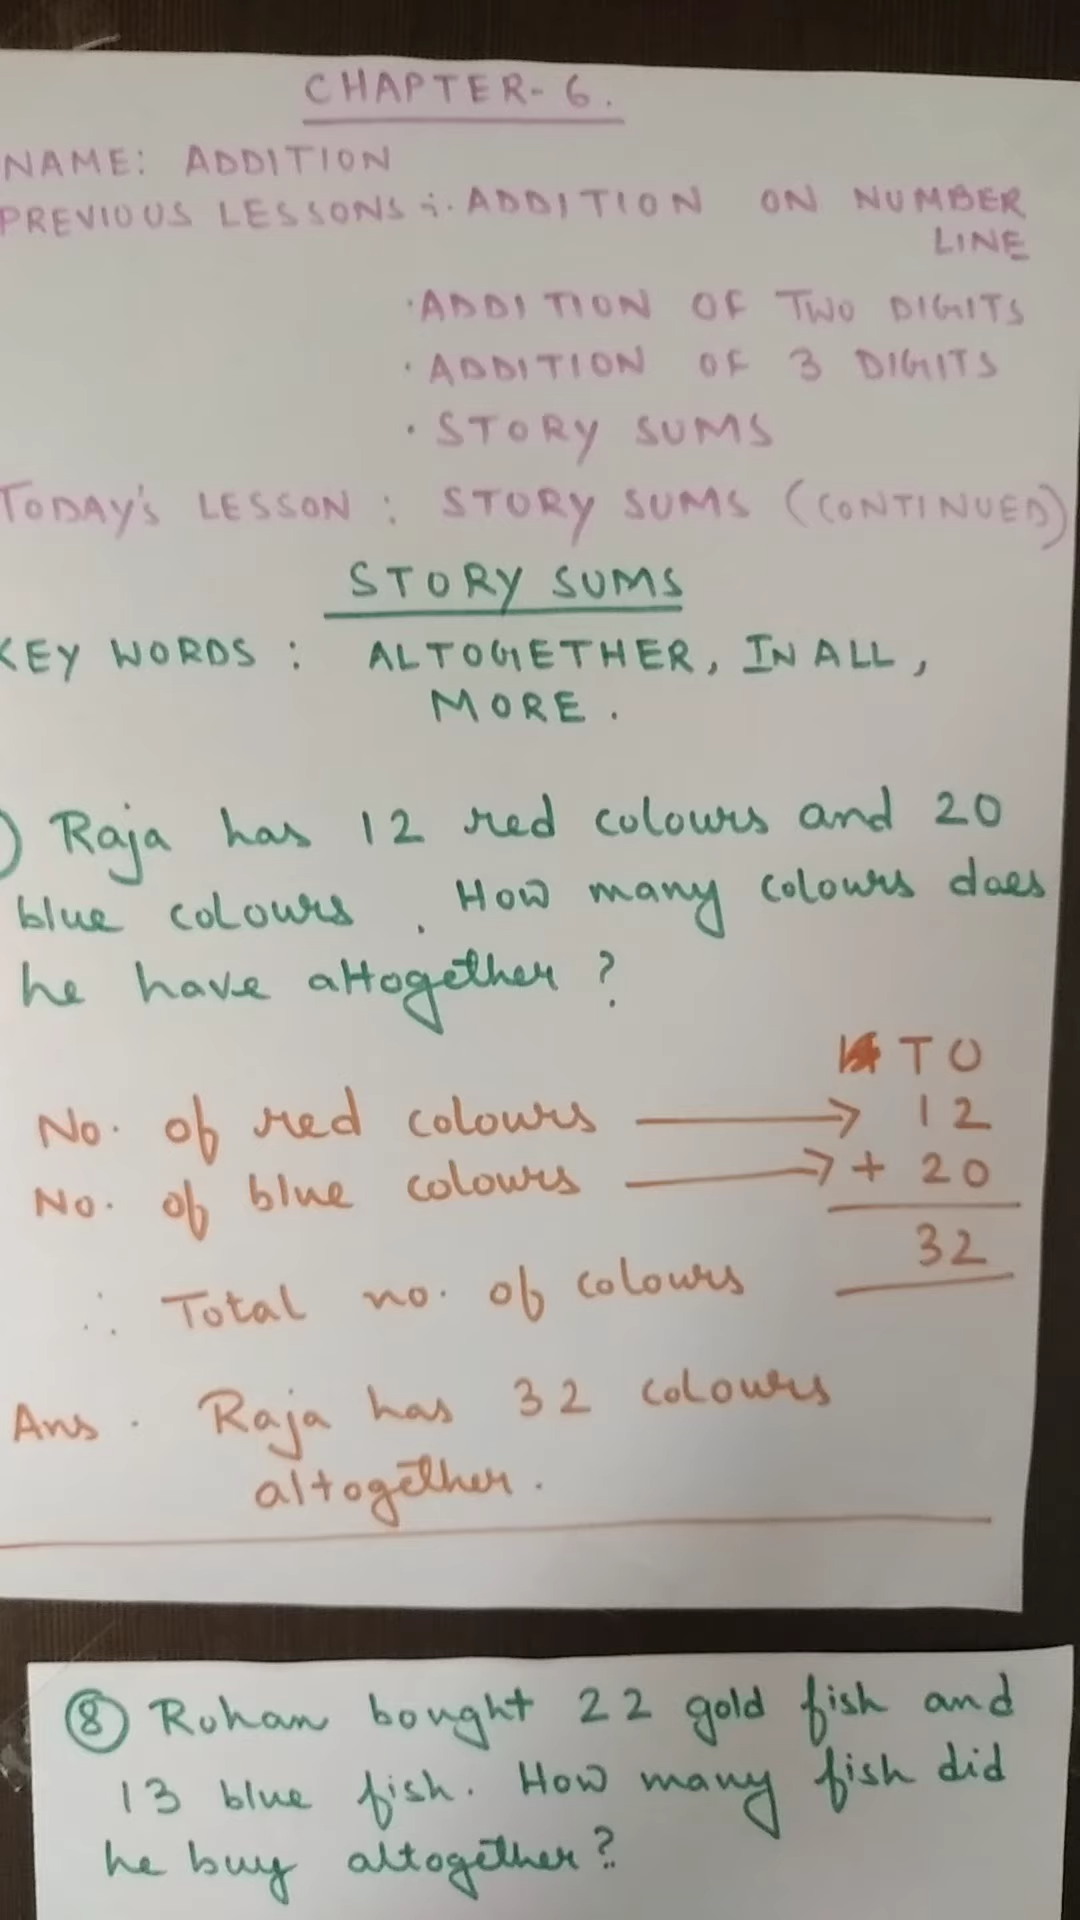 CHAPTER-6.
NAME: ADDITION
PREVIOUS LESSONS :. ADDITION ON NUMBER
LINE
. ADDITION OF TWO DIGITS
. ADDITION OF 3 DIGITS
. STORY SUMS
TODAY'S LESSON : STORY SUMS (CONTINUED)
STORY SUMS
KEY WORDS : ALTOGETHER, IN ALL,
MORE.
) Raja has 12 red colours and 20
blue colours . How many colours does
he have altogether ?
T O
No. of red colours → 12
No. of blue colours → + 20
32
∴ Total no. of colours
Ans. Raja has 32 colours
altogether.
8 Rohan bought 22 gold fish and
13 blue fish. How many fish did
he buy altogether?